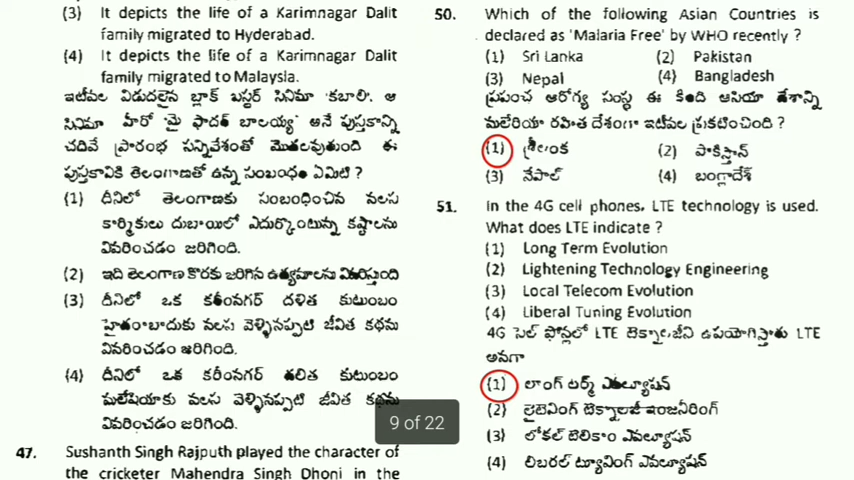 (3) It depicts the life of a Karimnagar Dalit
family migrated to Hyderabad.
(4) It depicts the life of a Karimnagar Dalit
family migrated to Malaysia.
ఇటీవల విడుదలైన బ్లాక్ బస్టర్ సినిమా 'కబాలి'. ఆ
సినిమా హీరో 'మై ఫాదర్ బాలయ్య' అనే పుస్తకాన్ని
చదివే ప్రారంభ సన్నివేశంతో మొదలవుతుంది ఈ
పుస్తకానికి తెలంగాణతో ఉన్న సంబంధం ఏమిటి ?
(1) దీనిలో తెలంగాణకు సంబంధించిన వలస
కార్మికులు దుబాయిలో ఎదుర్కొంటున్న కష్టాలను
వివరించడం జరిగింది.
(2) ఇది తెలంగాణ కొరకు జరిగిన ఉద్యమాలను వివరిస్తుంది
(3) దీనిలో ఒక కరీంనగర్ దళిత కుటుంబం
హైదరాబాదుకు వలస వెళ్ళినప్పటి జీవిత కథను
వివరించడం జరిగింది.
(4) దీనిలో ఒక కరీంనగర్ దళిత కుటుంబం
మలేషియాకు వలస వెళ్ళినప్పటి జీవిత కథను
వివరించడం జరిగింది.
47. Sushanth Singh Rajputh played the character of
the cricketer Mahendra Singh Dhoni in the
50. Which of the following Asian Countries is
declared as 'Malaria Free' by WHO recently ?
(1) Sri Lanka (2) Pakistan
(3) Nepal (4) Bangladesh
ప్రపంచ ఆరోగ్య సంస్థ ఈ క్రింది ఆసియా దేశాన్ని
మలేరియా రహిత దేశంగా ఇటీవల ప్రకటించింది ?
(1) శ్రీలంక (2) పాకిస్తాన్
(3) నేపాల్ (4) బంగ్లాదేశ్
51. In the 4G cell phones, LTE technology is used.
What does LTE indicate ?
(1) Long Term Evolution
(2) Lightening Technology Engineering
(3) Local Telecom Evolution
(4) Liberal Tuning Evolution
4G సెల్ ఫోన్లలో LTE టెక్నాలజీని ఉపయోగిస్తారు LTE
అనగా
(1) లాంగ్ టర్మ్ ఎవల్యూషన్
(2) లైటెనింగ్ టెక్నాలజీ ఇంజనీరింగ్
(3) లోకల్ టెలికాం ఎవల్యూషన్
(4) లిబరల్ ట్యూనింగ్ ఎవల్యూషన్
9 of 22